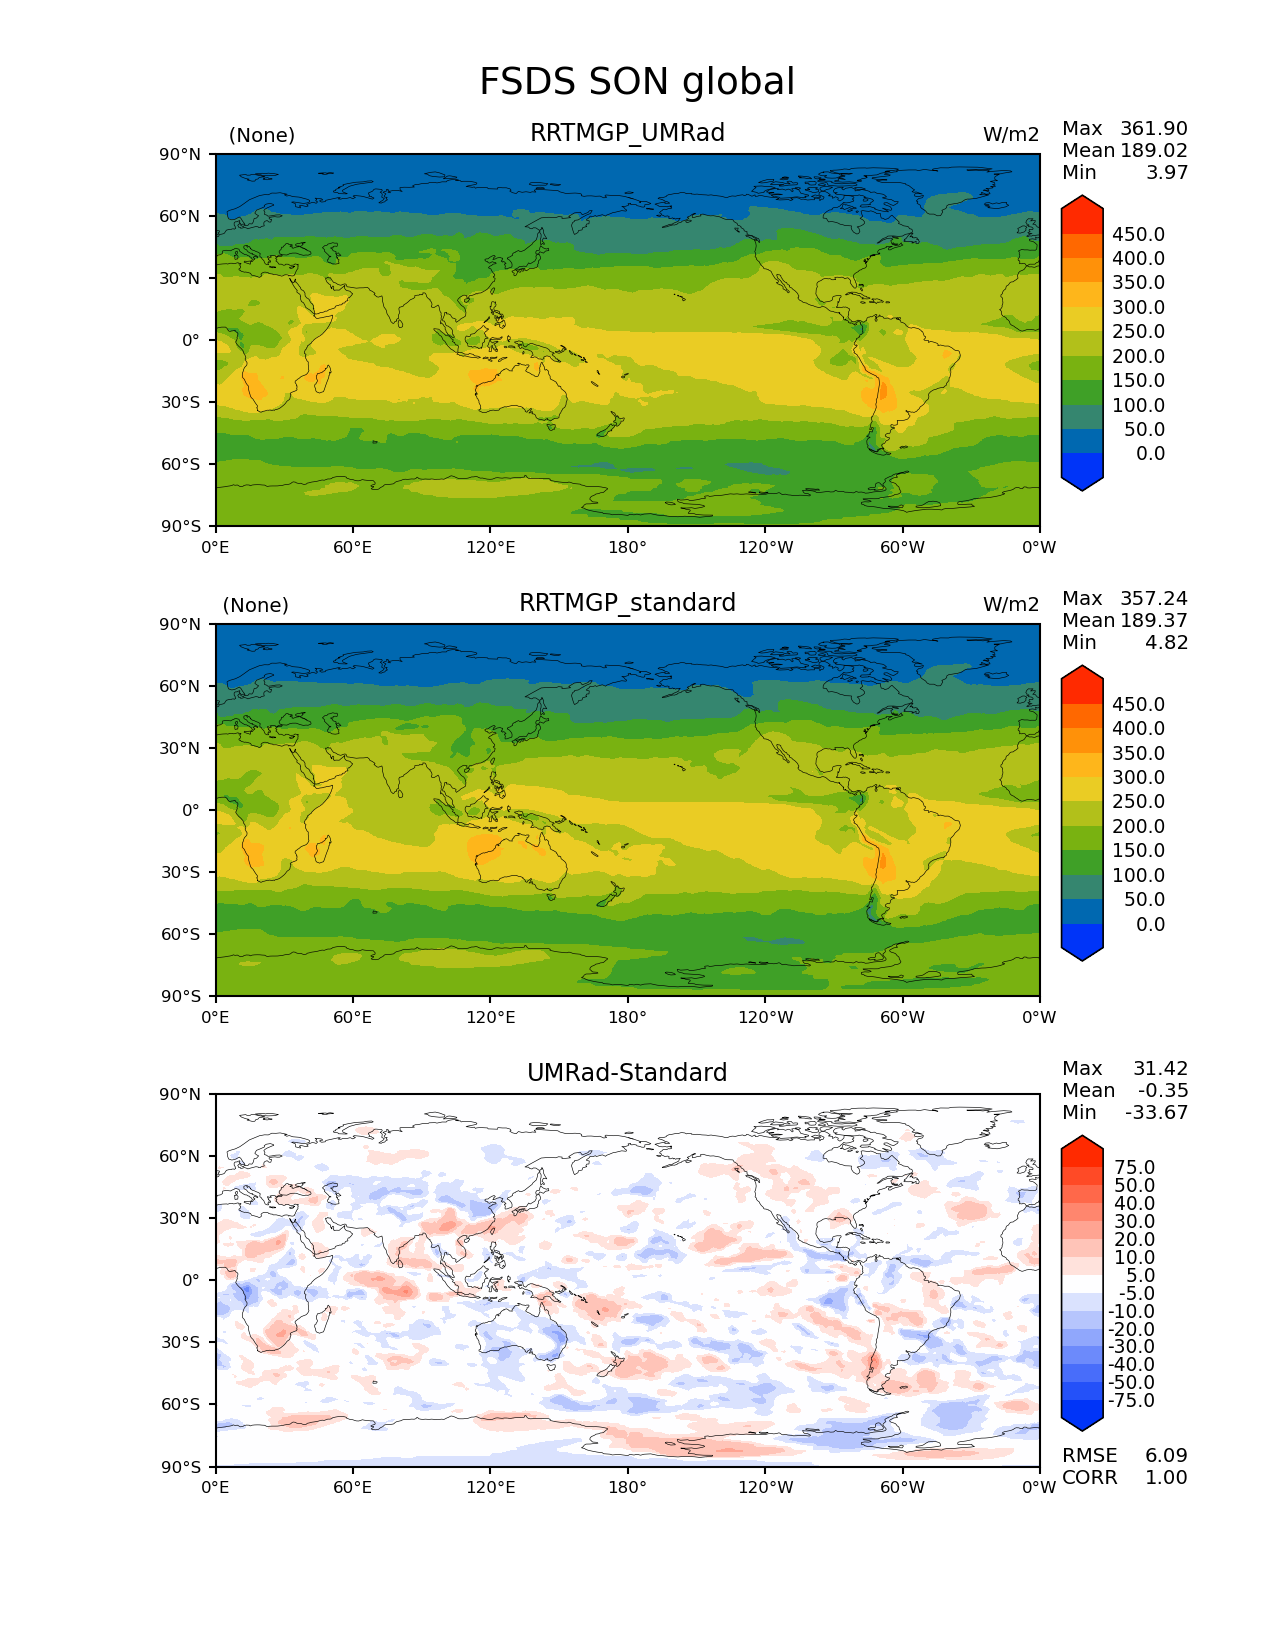 FSDS SON global
(None) RRTMGP_UMRad W/m2
Max 361.90
Mean 189.02
Min 3.97
90°N
60°N
30°N
0°
30°S
60°S
90°S
0°E 60°E 120°E 180° 120°W 60°W 0°W
450.0
400.0
350.0
300.0
250.0
200.0
150.0
100.0
50.0
0.0
(None) RRTMGP_standard W/m2
Max 357.24
Mean 189.37
Min 4.82
90°N
60°N
30°N
0°
30°S
60°S
90°S
0°E 60°E 120°E 180° 120°W 60°W 0°W
450.0
400.0
350.0
300.0
250.0
200.0
150.0
100.0
50.0
0.0
UMRad-Standard
Max 31.42
Mean -0.35
Min -33.67
90°N
60°N
30°N
0°
30°S
60°S
90°S
0°E 60°E 120°E 180° 120°W 60°W 0°W
75.0
50.0
40.0
30.0
20.0
10.0
5.0
-5.0
-10.0
-20.0
-30.0
-40.0
-50.0
-75.0
RMSE 6.09
CORR 1.00